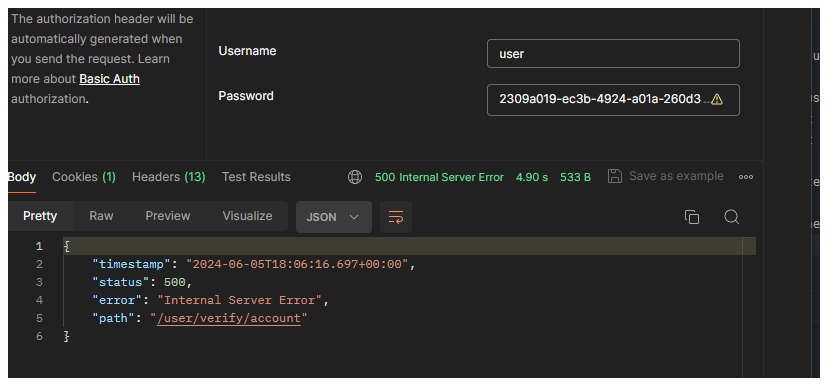 The authorization header will be
automatically generated when
you send the request. Learn
more about Basic Auth
authorization.
Username
user
Password
2309a019-ec3b-4924-a01a-260d3...
Body Cookies (1) Headers (13) Test Results 500 Internal Server Error 4.90 s 533 B Save as example
Pretty Raw Preview Visualize JSON
1 {
2 "timestamp": "2024-06-05T18:06:16.697+00:00",
3 "status": 500,
4 "error": "Internal Server Error",
5 "path": "/user/verify/account"
6 }